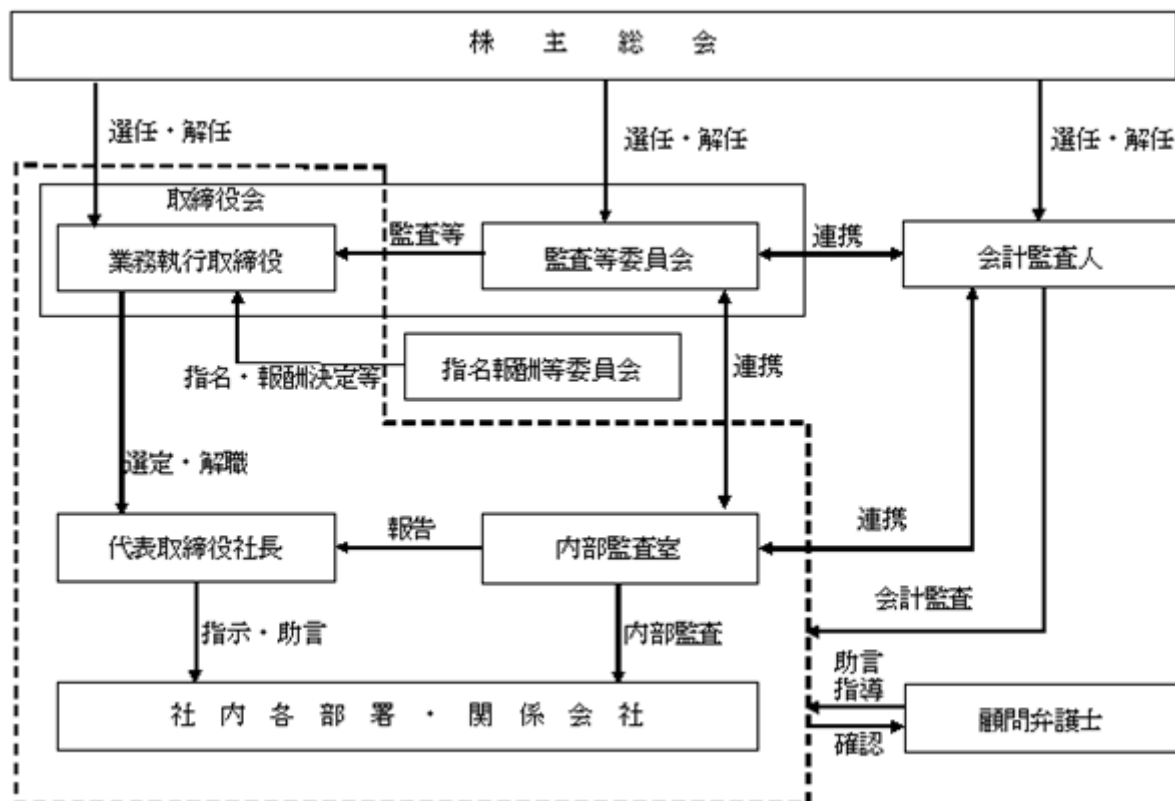 株主総会
選任・解任
選任・解任
選任・解任
取締役会
業務執行取締役
監査等
監査等委員会
連携
会計監査人
指名・報酬決定等
指名報酬等委員会
連携
選定・解職
代表取締役社長
報告
内部監査室
連携
会計監査
指示・助言
内部監査
助言
指導
社内各部署・関係会社
顧問弁護士
確認